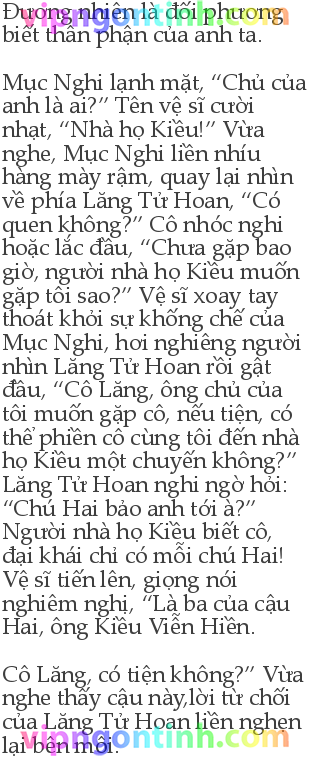 Đương nhiên là đối phương
biết thân phận của anh ta.
Mục Nghi lạnh mặt, “Chủ của
anh là ai?” Tên vệ sĩ cười
nhạt, “Nhà họ Kiều!” Vừa
nghe, Mục Nghi liền nhíu
hàng mày rậm, quay lại nhìn
về phía Lăng Tử Hoan, “Có
quen không?” Cô nhóc nghi
hoặc lắc đầu, “Chưa gặp bao
giờ, người nhà họ Kiều muốn
gặp tôi sao?” Vệ sĩ xoay tay
thoát khỏi sự khống chế của
Mục Nghi, hơi nghiêng người
nhìn Lăng Tử Hoan rồi gật
đầu, “Cô Lăng, ông chủ của
tôi muốn gặp cô, nếu tiện, có
thể phiền cô cùng tôi đến nhà
họ Kiều một chuyến không?”
Lăng Tử Hoan nghi ngờ hỏi:
“Chú Hai bảo anh tới à?”
Người nhà họ Kiều biết cô,
đại khái chỉ có mỗi chú Hai!
Vệ sĩ tiến lên, giọng nói
nghiêm nghị, “Là ba của cậu
Hai, ông Kiều Viễn Hiền.
Cô Lăng, có tiện không?” Vừa
nghe thấy câu này,lời từ chối
của Lăng Tử Hoan liền nghẹn
lại bên môi.
vipngontinh.com
vipngontinh.com